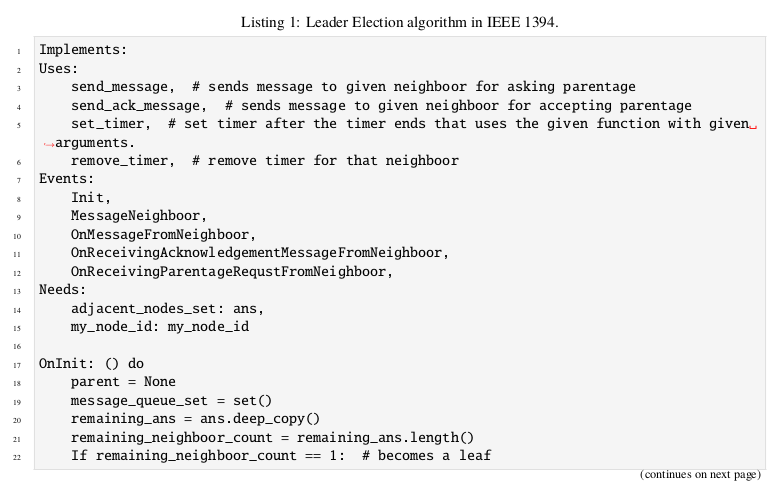 Listing 1: Leader Election algorithm in IEEE 1394.
1 Implements:
2 Uses:
3 send_message,  # sends message to given neighboor for asking parentage
4 send_ack_message,  # sends message to given neighboor for accepting parentage
5 set_timer,  # set timer after the timer ends that uses the given function with given␣
↪arguments.
6 remove_timer,  # remove timer for that neighboor
7 Events:
8 Init,
9 MessageNeighboor,
10 OnMessageFromNeighboor,
11 OnReceivingAcknowledgementMessageFromNeighboor,
12 OnReceivingParentageRequstFromNeighboor,
13 Needs:
14 adjacent_nodes_set: ans,
15 my_node_id: my_node_id
16
17 OnInit: () do
18 parent = None
19 message_queue_set = set()
20 remaining_ans = ans.deep_copy()
21 remaining_neighboor_count = remaining_ans.length()
22 If remaining_neighboor_count == 1:  # becomes a leaf
(continues on next page)